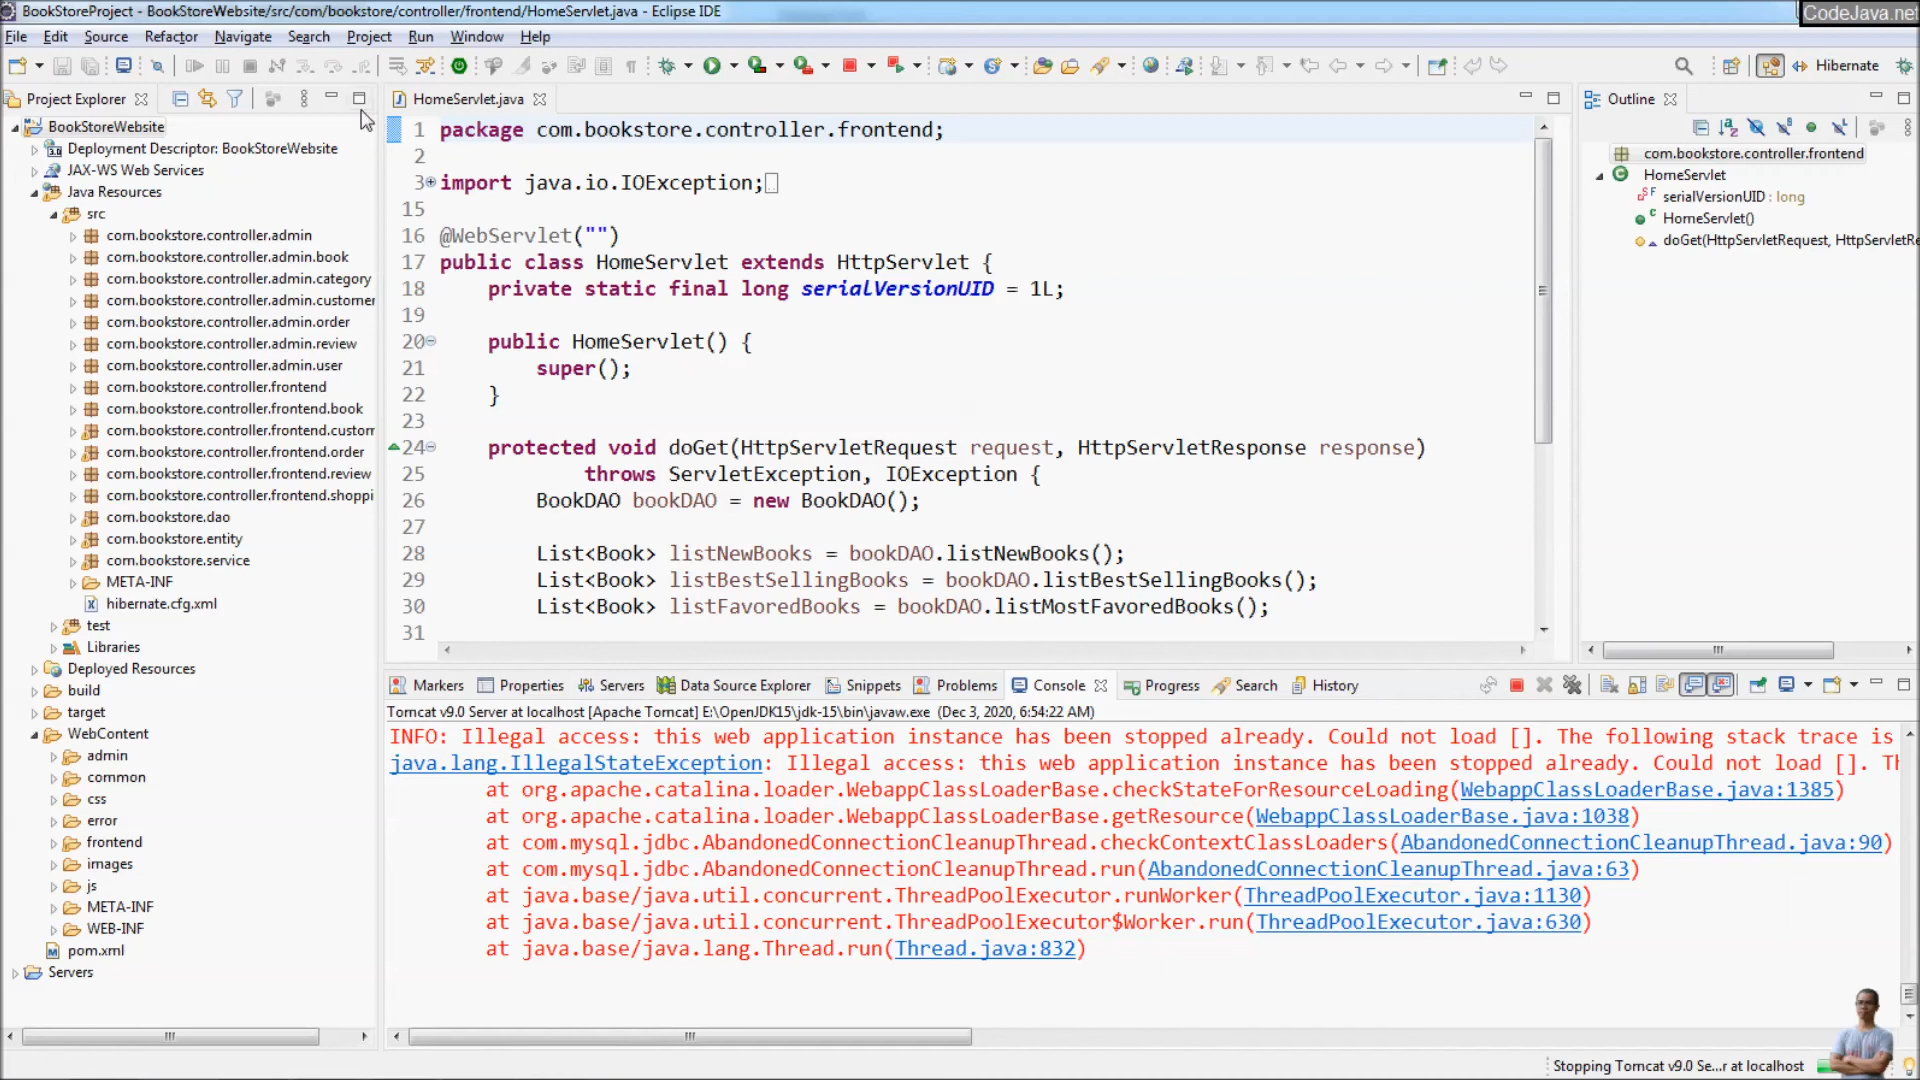 BookStoreProject - BookStoreWebsite/src/com/bookstore/controller/frontend/HomeServlet.java - Eclipse IDE
CodeJava.net
File Edit Source Refactor Navigate Search Project Run Window Help
Hibernate
Project Explorer
BookStoreWebsite
Deployment Descriptor: BookStoreWebsite
JAX-WS Web Services
Java Resources
src
com.bookstore.controller.admin
com.bookstore.controller.admin.book
com.bookstore.controller.admin.category
com.bookstore.controller.admin.customer
com.bookstore.controller.admin.order
com.bookstore.controller.admin.review
com.bookstore.controller.admin.user
com.bookstore.controller.frontend
com.bookstore.controller.frontend.book
com.bookstore.controller.frontend.custom
com.bookstore.controller.frontend.order
com.bookstore.controller.frontend.review
com.bookstore.controller.frontend.shoppi
com.bookstore.dao
com.bookstore.entity
com.bookstore.service
META-INF
hibernate.cfg.xml
test
Libraries
Deployed Resources
build
target
WebContent
admin
common
css
error
frontend
images
js
META-INF
WEB-INF
pom.xml
Servers
HomeServlet.java
1 package com.bookstore.controller.frontend;
2
3 import java.io.IOException;
15
16 @WebServlet("")
17 public class HomeServlet extends HttpServlet {
18 private static final long serialVersionUID = 1L;
19
20 public HomeServlet() {
21 super();
22 }
23
24 protected void doGet(HttpServletRequest request, HttpServletResponse response)
25 throws ServletException, IOException {
26 BookDAO bookDAO = new BookDAO();
27
28 List<Book> listNewBooks = bookDAO.listNewBooks();
29 List<Book> listBestSellingBooks = bookDAO.listBestSellingBooks();
30 List<Book> listFavoredBooks = bookDAO.listMostFavoredBooks();
31
Outline
com.bookstore.controller.frontend
HomeServlet
serialVersionUID : long
HomeServlet()
doGet(HttpServletRequest, HttpServletRe
Markers Properties Servers Data Source Explorer Snippets Problems Console Progress Search History
Tomcat v9.0 Server at localhost [Apache Tomcat] E:\OpenJDK15\jdk-15\bin\javaw.exe (Dec 3, 2020, 6:54:22 AM)
INFO: Illegal access: this web application instance has been stopped already. Could not load []. The following stack trace is
java.lang.IllegalStateException: Illegal access: this web application instance has been stopped already. Could not load []. Th
at org.apache.catalina.loader.WebappClassLoaderBase.checkStateForResourceLoading(WebappClassLoaderBase.java:1385)
at org.apache.catalina.loader.WebappClassLoaderBase.getResource(WebappClassLoaderBase.java:1038)
at com.mysql.jdbc.AbandonedConnectionCleanupThread.checkContextClassLoaders(AbandonedConnectionCleanupThread.java:90)
at com.mysql.jdbc.AbandonedConnectionCleanupThread.run(AbandonedConnectionCleanupThread.java:63)
at java.base/java.util.concurrent.ThreadPoolExecutor.runWorker(ThreadPoolExecutor.java:1130)
at java.base/java.util.concurrent.ThreadPoolExecutor$Worker.run(ThreadPoolExecutor.java:630)
at java.base/java.lang.Thread.run(Thread.java:832)
Stopping Tomcat v9.0 Se...r at localhost